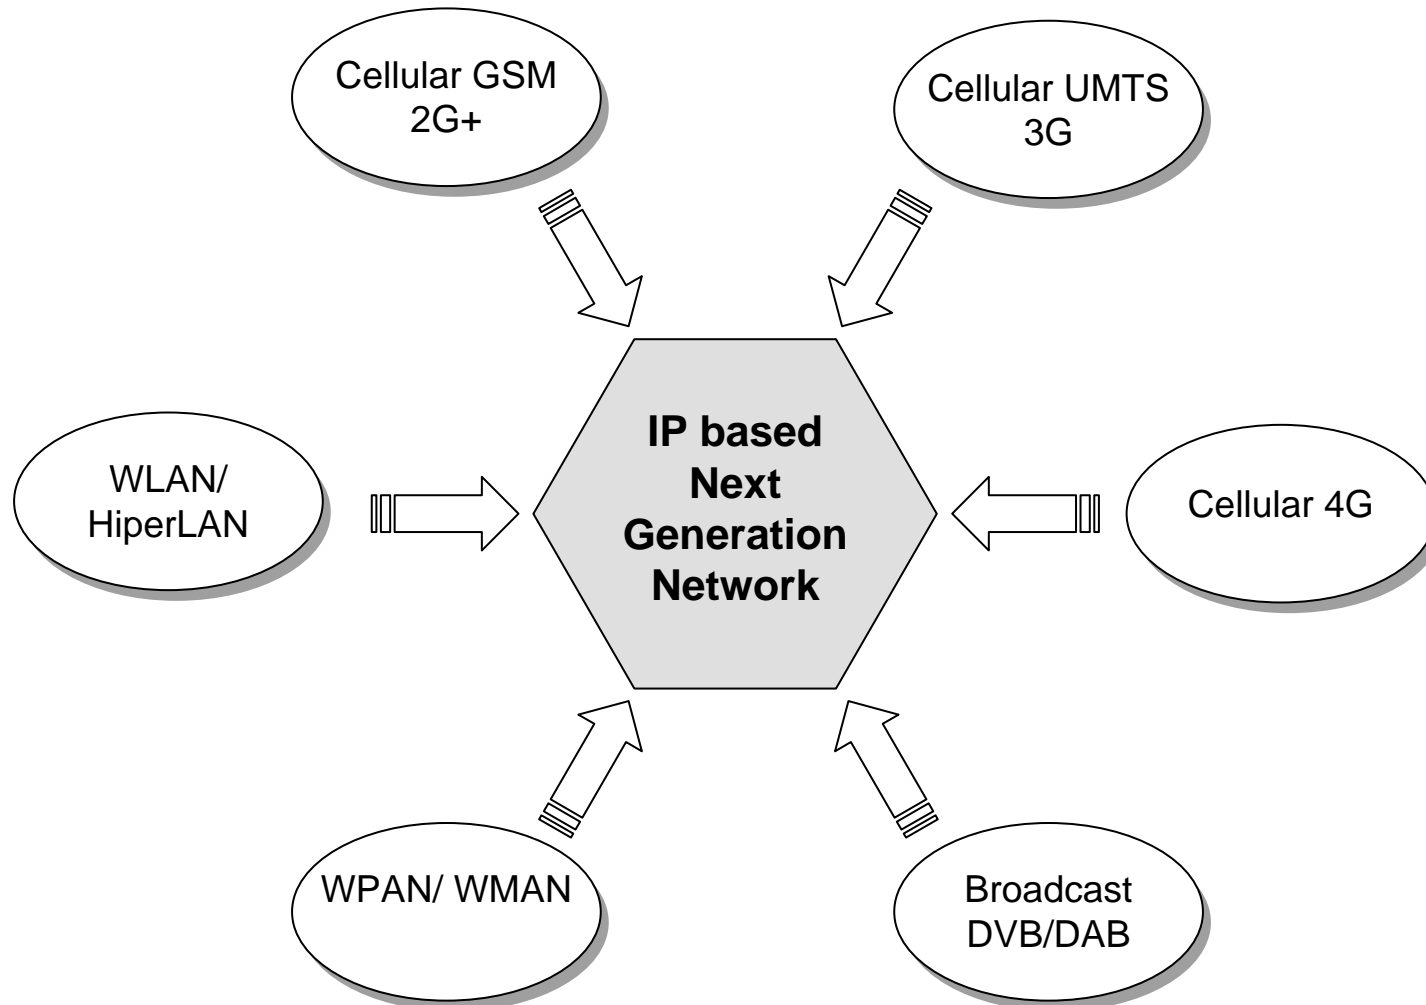 Cellular GSM
2G+
Cellular UMTS
3G
WLAN/
HiperLAN
IP based
Next
Generation
Network
Cellular 4G
WPAN/ WMAN
Broadcast
DVB/DAB